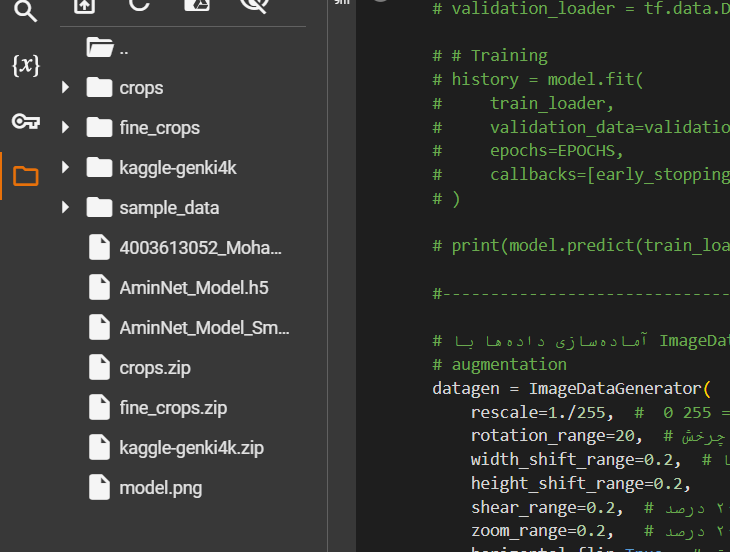 {x}
..
crops
fine_crops
kaggle-genki4k
sample_data
4003613052_Moha...
AminNet_Model.h5
AminNet_Model_Sm...
crops.zip
fine_crops.zip
kaggle-genki4k.zip
model.png
# validation_loader = tf.data.D
# # Training
# history = model.fit(
#     train_loader,
#     validation_data=validation
#     epochs=EPOCHS,
#     callbacks=[early_stopping
# )
# print(model.predict(train_loa
#-------------------------------
# آماده‌سازی داده‌ها با ImageDat
# augmentation
datagen = ImageDataGenerator(
    rescale=1./255,  #  0 255 =
    rotation_range=20,  # چرخش
    width_shift_range=0.2,  #
    height_shift_range=0.2,
    shear_range=0.2,  # ۲۰ درصد
    zoom_range=0.2,  # ۲۰ درصد